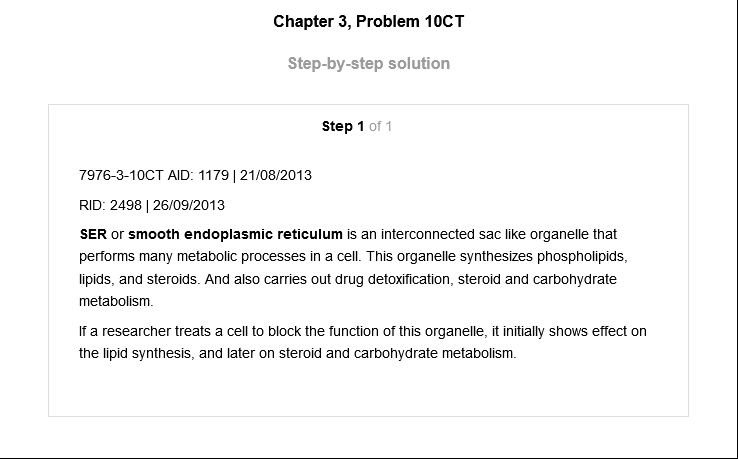 Chapter 3, Problem 10CT
Step-by-step solution
Step 1 of 1
7976-3-10CT AID: 1179 | 21/08/2013
RID: 2498 | 26/09/2013
SER or smooth endoplasmic reticulum is an interconnected sac like organelle that
performs many metabolic processes in a cell. This organelle synthesizes phospholipids,
lipids, and steroids. And also carries out drug detoxification, steroid and carbohydrate
metabolism.
If a researcher treats a cell to block the function of this organelle, it initially shows effect on
the lipid synthesis, and later on steroid and carbohydrate metabolism.